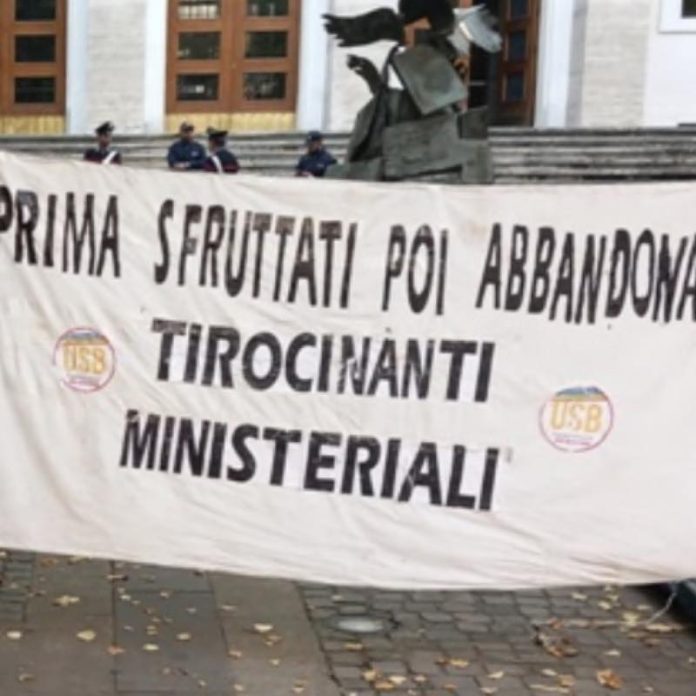 PRIMA SFRUTTATI POI ABBANDONA
TIROCINANTI
MINISTERIALI
USB
USB